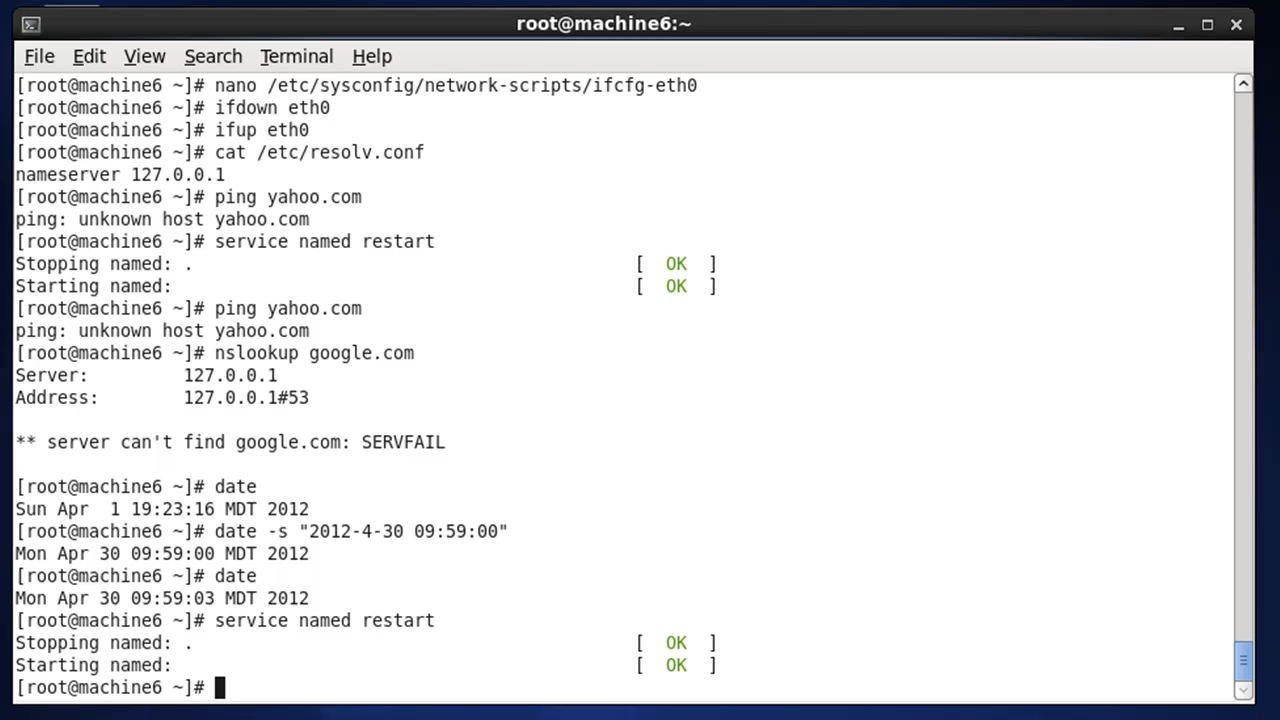 root@machine6:~
File Edit View Search Terminal Help
[root@machine6 ~]# nano /etc/sysconfig/network-scripts/ifcfg-eth0
[root@machine6 ~]# ifdown eth0
[root@machine6 ~]# ifup eth0
[root@machine6 ~]# cat /etc/resolv.conf
nameserver 127.0.0.1
[root@machine6 ~]# ping yahoo.com
ping: unknown host yahoo.com
[root@machine6 ~]# service named restart
Stopping named: .                                          [  OK  ]
Starting named:                                            [  OK  ]
[root@machine6 ~]# ping yahoo.com
ping: unknown host yahoo.com
[root@machine6 ~]# nslookup google.com
Server:         127.0.0.1
Address:        127.0.0.1#53
** server can't find google.com: SERVFAIL
[root@machine6 ~]# date
Sun Apr  1 19:23:16 MDT 2012
[root@machine6 ~]# date -s "2012-4-30 09:59:00"
Mon Apr 30 09:59:00 MDT 2012
[root@machine6 ~]# date
Mon Apr 30 09:59:03 MDT 2012
[root@machine6 ~]# service named restart
Stopping named: .                                          [  OK  ]
Starting named:                                            [  OK  ]
[root@machine6 ~]#